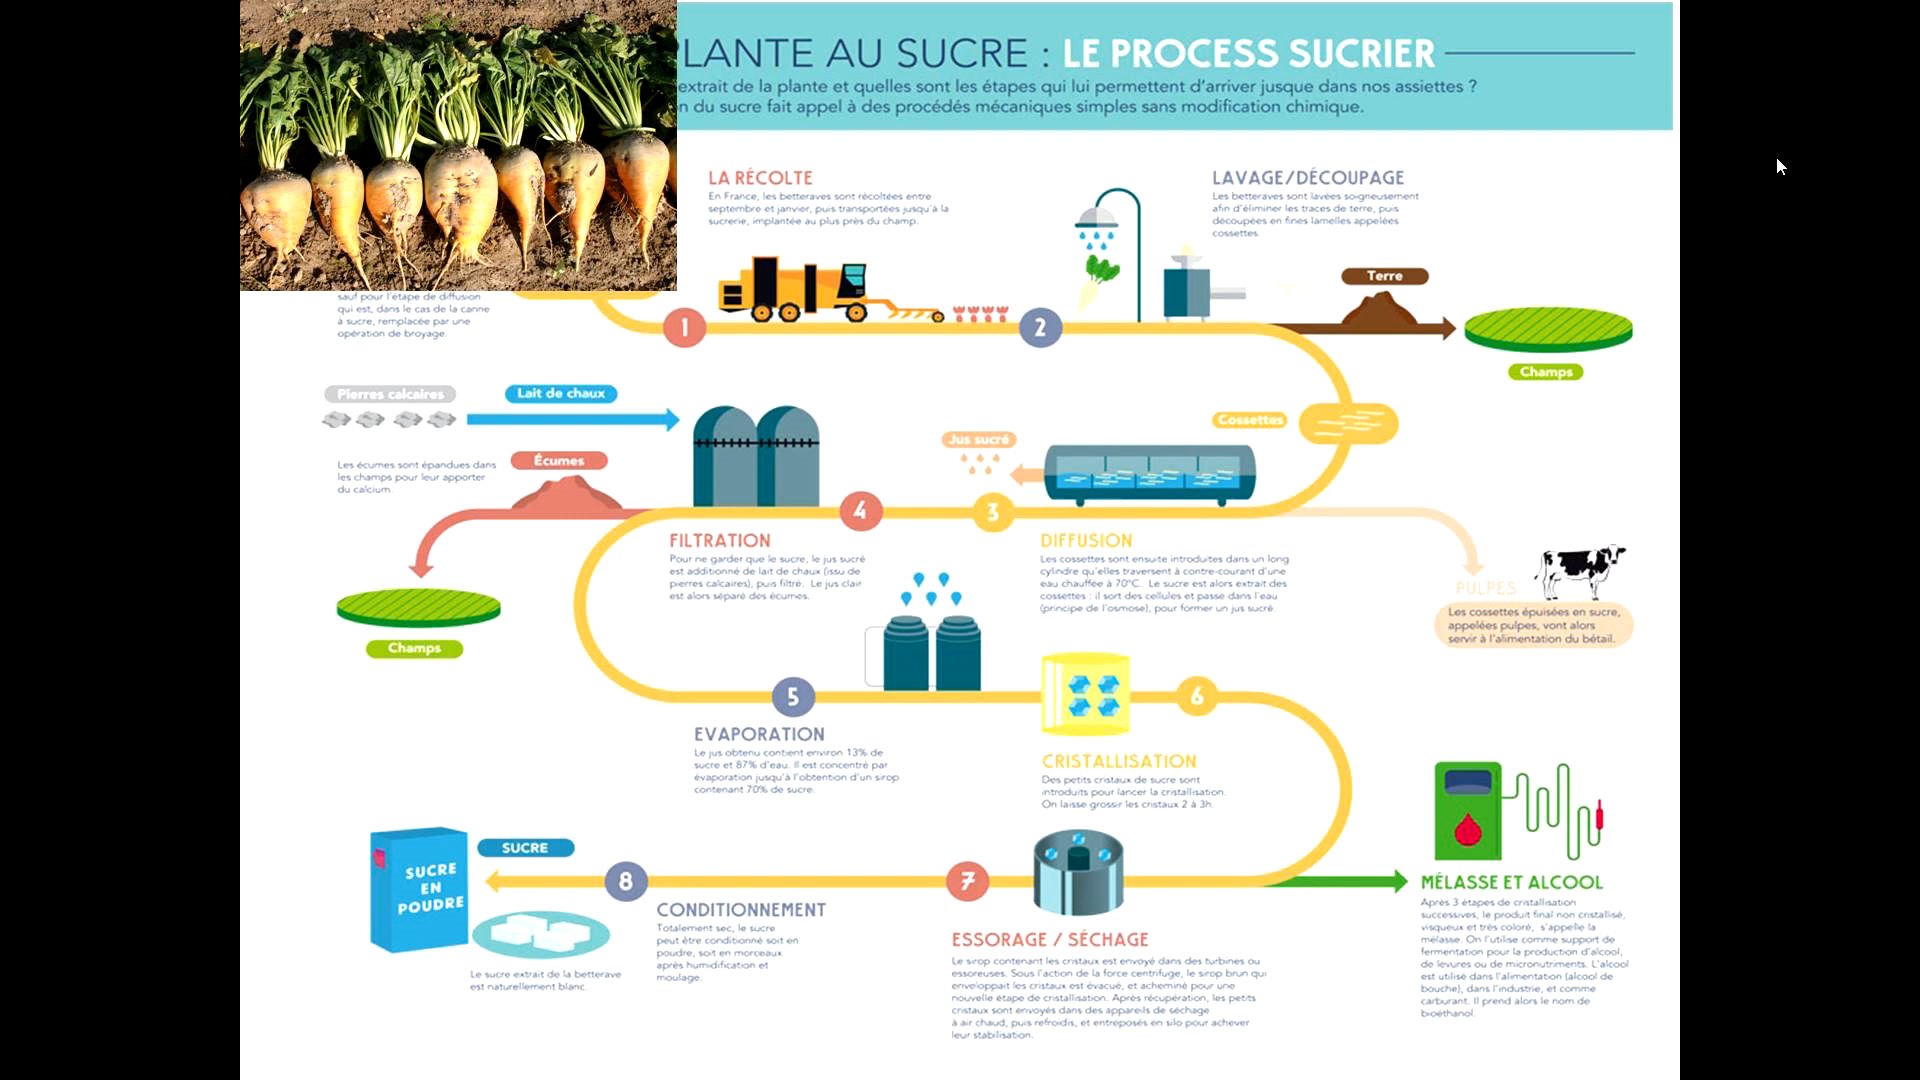 LANTE AU SUCRE : LE PROCESS SUCRIER
extrait de la plante et quelles sont les étapes qui lui permettent d'arriver jusque dans nos assiettes ?
n du sucre fait appel à des procédés mécaniques simples sans modification chimique.
LA RÉCOLTE
En France, les betteraves sont récoltées entre
septembre et janvier, puis transportées jusqu'à la
sucrerie, implantée au plus près du champ.
LAVAGE/DÉCOUPAGE
Les betteraves sont lavées soigneusement
afin d'éliminer les traces de terre, puis
découpées en fines lamelles appelées
cossettes.
Terre
Champs
sauf pour l'étape de diffusion
qui est, dans le cas de la canne
à sucre, remplacée par une
opération de broyage.
1
2
Pierres calcaires
Lait de chaux
Cossettes
Jus sucré
Les écumes sont épandues dans
les champs pour leur apporter
du calcium.
Écumes
4
3
FILTRATION
Pour ne garder que le sucre, le jus sucré
est additionné de lait de chaux (issu de
pierres calcaires), puis filtré. Le jus clair
est alors séparé des écumes.
DIFFUSION
Les cossettes sont ensuite introduites dans un long
cylindre qu'elles traversent à contre-courant d'une
eau chauffée à 70°C. Le sucre est alors extrait des
cossettes : il sort des cellules et passe dans l'eau
(principe de l'osmose), pour former un jus sucré.
PULPES
Les cossettes épuisées en sucre,
appelées pulpes, vont alors
servir à l'alimentation du bétail.
Champs
5
6
EVAPORATION
Le jus obtenu contient environ 13% de
sucre et 87% d'eau. Il est concentré par
évaporation jusqu'à l'obtention d'un sirop
contenant 70% de sucre.
CRISTALLISATION
Des petits cristaux de sucre sont
introduits pour lancer la cristallisation.
On laisse grossir les cristaux 2 à 3h.
SUCRE
EN
POUDRE
SUCRE
8
7
CONDITIONNEMENT
Totalement sec, le sucre
peut être conditionné soit en
poudre, soit en morceaux
après humidification et
moulage.
Le sucre extrait de la betterave
est naturellement blanc.
ESSORAGE / SÉCHAGE
Le sirop contenant les cristaux est envoyé dans des turbines ou
essoreuses. Sous l'action de la force centrifuge, le sirop brun qui
enveloppait les cristaux est évacué, et acheminé pour une
nouvelle étape de cristallisation. Après récupération, les petits
cristaux sont envoyés dans des appareils de séchage
à air chaud, puis refroidis, et entreposés en silo pour achever
leur stabilisation.
MÉLASSE ET ALCOOL
Après 3 étapes de cristallisation
successives, le produit final non cristallisé,
visqueux et très coloré, s'appelle la
mélasse. On l'utilise comme support de
fermentation pour la production d'alcool,
de levures ou de micronutriments. L'alcool
est utilisé dans l'alimentation (alcool de
bouche), dans l'industrie, et comme
carburant. Il prend alors le nom de
bioéthanol.